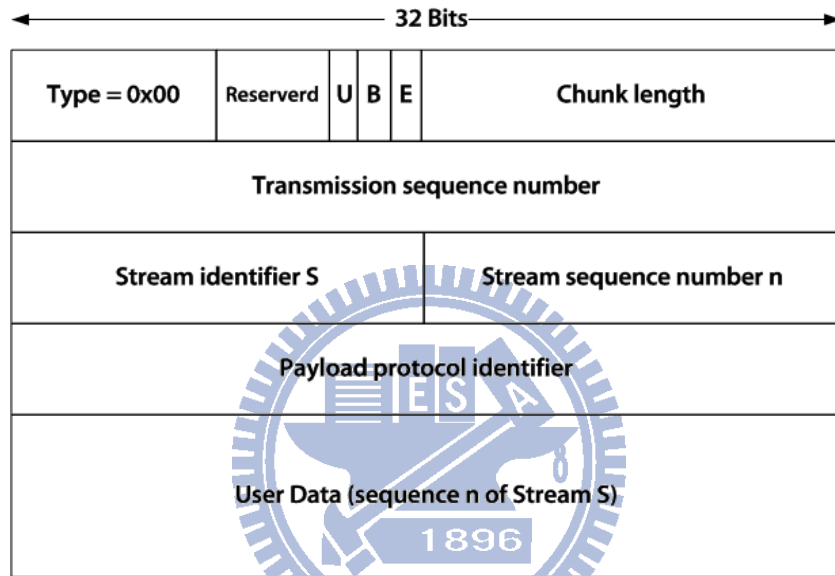 32 Bits
Type = 0x00 Reserverd U B E Chunk length
Transmission sequence number
Stream identifier S Stream sequence number n
Payload protocol identifier
E S A
User Data (sequence n of Stream S)
1896